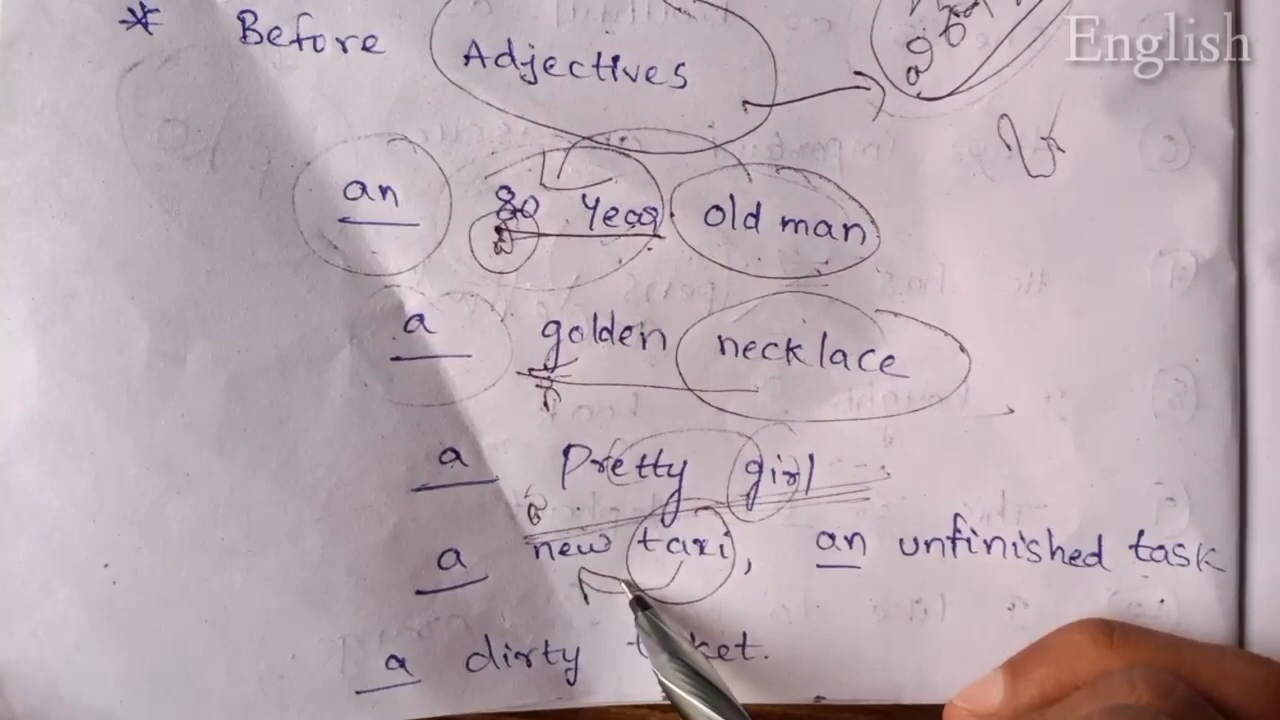 English
* Before Adjectives
an 80 Year old man
a golden necklace
a Pretty girl
a new taxi, an unfinished task
a dirty